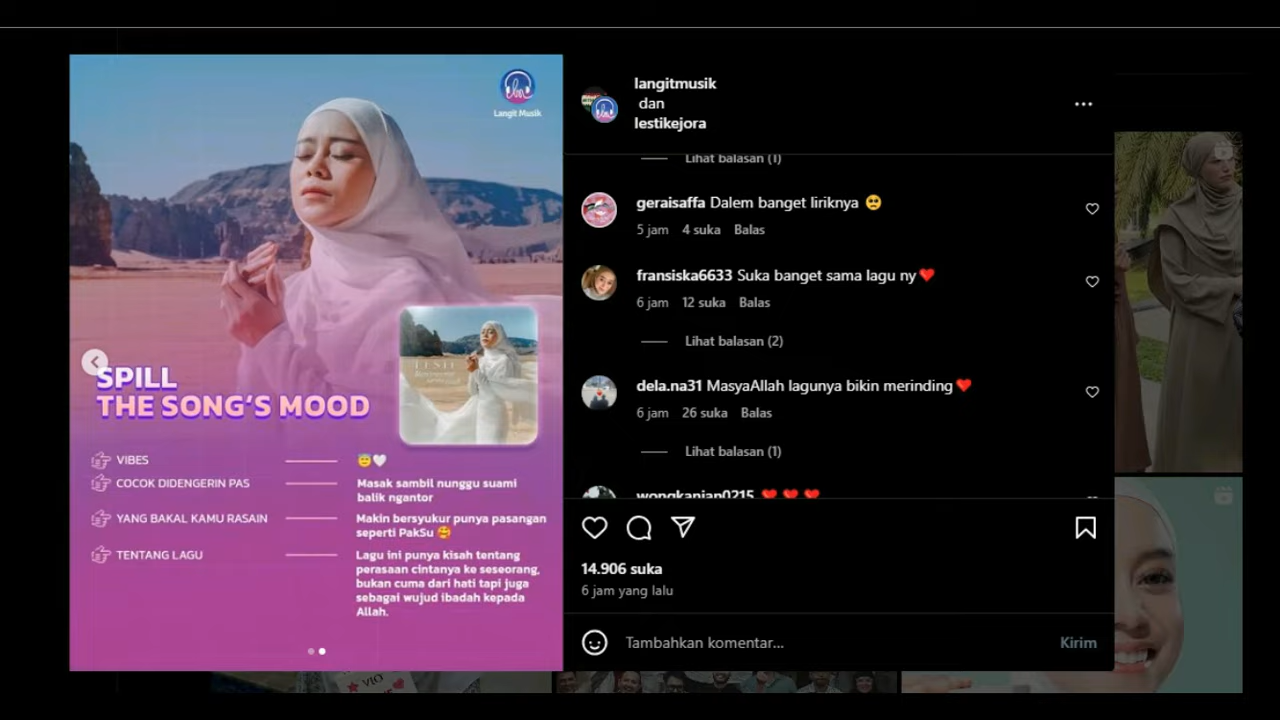 Langit Musik
LESTI
SPILL
THE SONG'S MOOD
VIBES 😇🤍
COCOK DIDENGERIN PAS Masak sambil nunggu suami
balik ngantor
YANG BAKAL KAMU RASAIN Makin bersyukur punya pasangan
seperti PakSu 🥰
TENTANG LAGU Lagu ini punya kisah tentang
perasaan cintanya ke seseorang,
bukan cuma dari hati tapi juga
sebagai wujud ibadah kepada
Allah.
langitmusik
dan
lestikejora
Lihat balasan (1)
geraisaffa Dalem banget liriknya 🥺
5 jam 4 suka Balas
fransiska6633 Suka banget sama lagu ny❤️
6 jam 12 suka Balas
Lihat balasan (2)
dela.na31 MasyaAllah lagunya bikin merinding❤️
6 jam 26 suka Balas
Lihat balasan (1)
wongkanjan0215 ❤️ ❤️ ❤️
14.906 suka
6 jam yang lalu
Tambahkan komentar...
Kirim